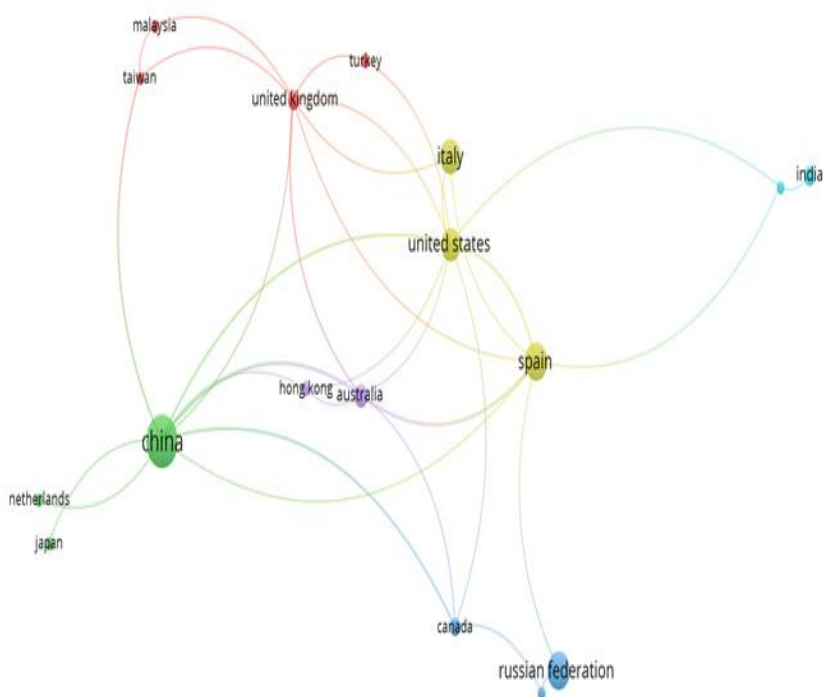 malaysia
taiwan
turkey
united kingdom
italy
india
united states
spain
hong kong
australia
china
netherlands
japan
canada
russian federation